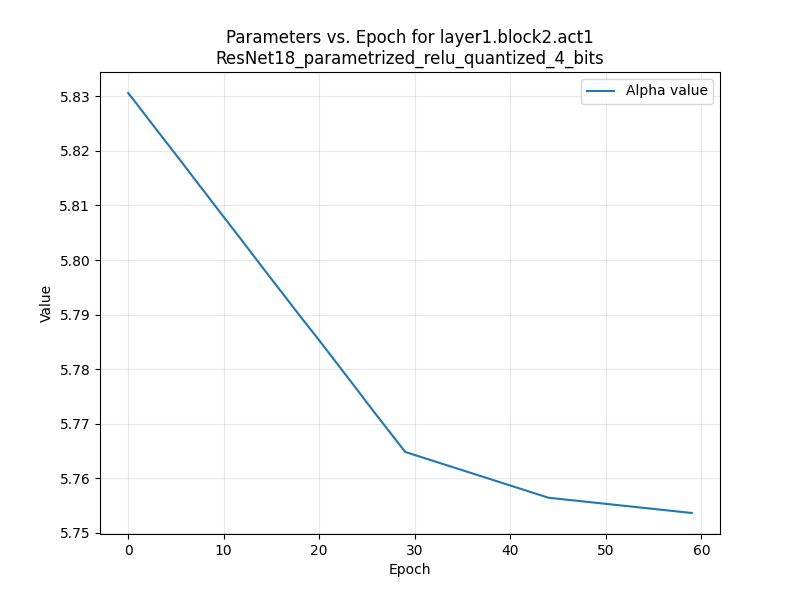 Parameters vs. Epoch for layer1.block2.act1
ResNet18_parametrized_relu_quantized_4_bits
Alpha value
5.83
5.82
5.81
5.80
5.79
5.78
5.77
5.76
5.75
Value
0 10 20 30 40 50 60
Epoch